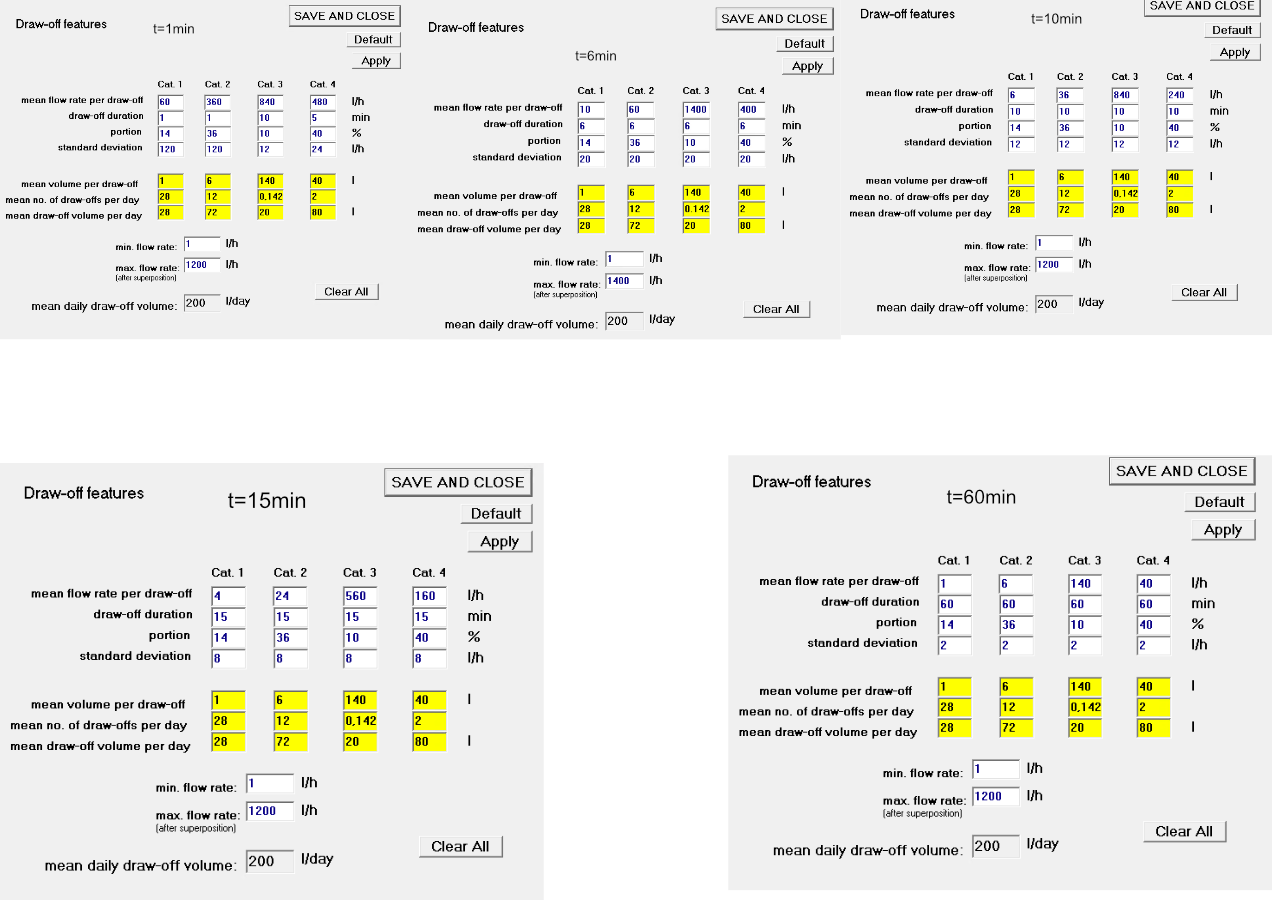 Draw-off features
t=1min
SAVE AND CLOSE
Default
Apply
Cat. 1 Cat. 2 Cat. 3 Cat. 4
mean flow rate per draw-off 60 360 840 480 l/h
draw-off duration 1 1 10 5 min
portion 14 36 10 40 %
standard deviation 120 120 12 24 l/h
mean volume per draw-off 1 6 140 40 l
mean no. of draw-offs per day 28 12 0,142 2
mean draw-off volume per day 28 72 20 80 l
min. flow rate: 1 l/h
max. flow rate: 1200 l/h
(after superposition)
Clear All
mean daily draw-off volume: 200 l/day
Draw-off features
t=6min
SAVE AND CLOSE
Default
Apply
Cat. 1 Cat. 2 Cat. 3 Cat. 4
mean flow rate per draw-off 10 60 1400 400 l/h
draw-off duration 6 6 6 6 min
portion 14 36 10 40 %
standard deviation 20 20 20 20 l/h
mean volume per draw-off 1 6 140 40 l
mean no. of draw-offs per day 28 12 0,142 2
mean draw-off volume per day 28 72 20 80 l
min. flow rate: 1 l/h
max. flow rate: 1400 l/h
(after superposition)
Clear All
mean daily draw-off volume: 200 l/day
Draw-off features
t=10min
SAVE AND CLOSE
Default
Apply
Cat. 1 Cat. 2 Cat. 3 Cat. 4
mean flow rate per draw-off 6 36 840 240 l/h
draw-off duration 10 10 10 10 min
portion 14 36 10 40 %
standard deviation 12 12 12 12 l/h
mean volume per draw-off 1 6 140 40 l
mean no. of draw-offs per day 28 12 0,142 2
mean draw-off volume per day 28 72 20 80 l
min. flow rate: 1 l/h
max. flow rate: 1200 l/h
(after superposition)
Clear All
mean daily draw-off volume: 200 l/day
Draw-off features
t=15min
SAVE AND CLOSE
Default
Apply
Cat. 1 Cat. 2 Cat. 3 Cat. 4
mean flow rate per draw-off 4 24 560 160 l/h
draw-off duration 15 15 15 15 min
portion 14 36 10 40 %
standard deviation 8 8 8 8 l/h
mean volume per draw-off 1 6 140 40 l
mean no. of draw-offs per day 28 12 0,142 2
mean draw-off volume per day 28 72 20 80 l
min. flow rate: 1 l/h
max. flow rate: 1200 l/h
(after superposition)
Clear All
mean daily draw-off volume: 200 l/day
Draw-off features
t=60min
SAVE AND CLOSE
Default
Apply
Cat. 1 Cat. 2 Cat. 3 Cat. 4
mean flow rate per draw-off 1 6 140 40 l/h
draw-off duration 60 60 60 60 min
portion 14 36 10 40 %
standard deviation 2 2 2 2 l/h
mean volume per draw-off 1 6 140 40 l
mean no. of draw-offs per day 28 12 0,142 2
mean draw-off volume per day 28 72 20 80 l
min. flow rate: 1 l/h
max. flow rate: 1200 l/h
(after superposition)
Clear All
mean daily draw-off volume: 200 l/day